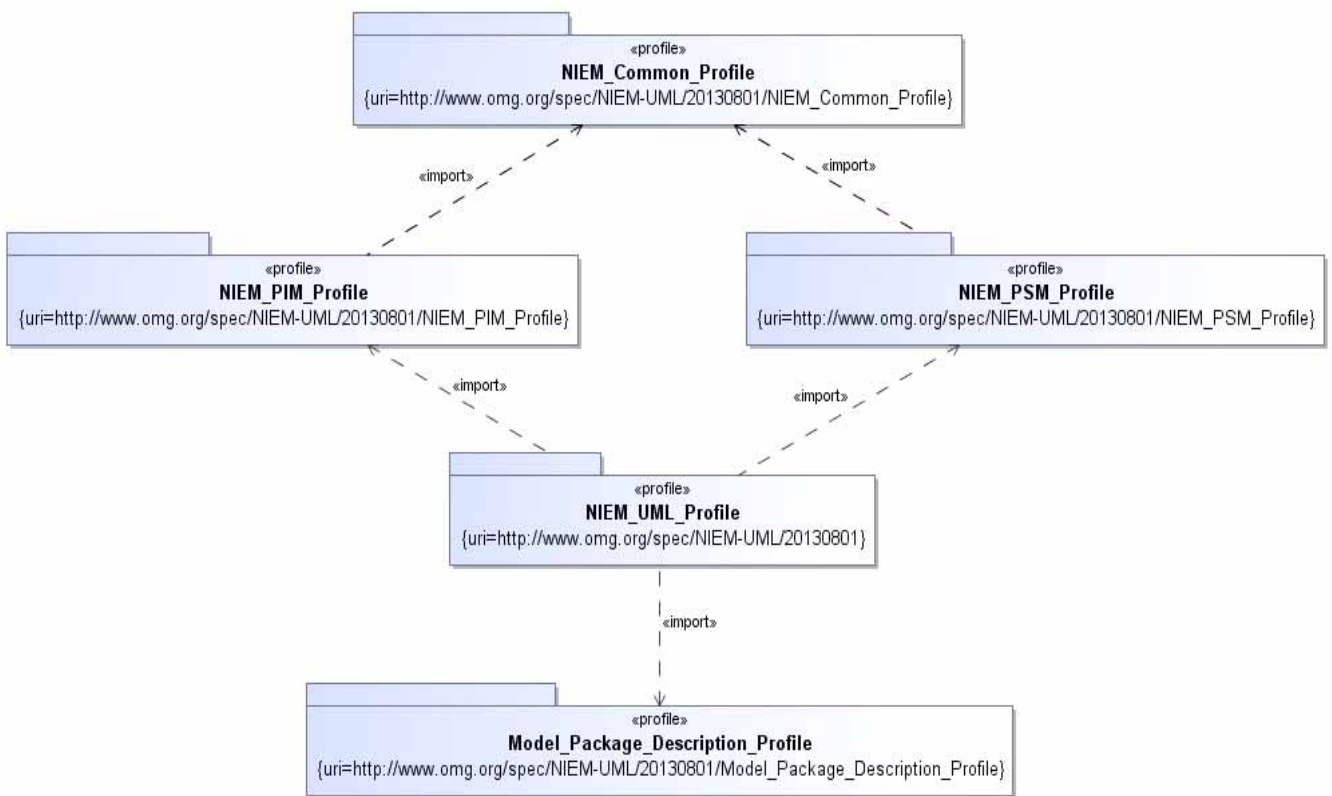 «profile»
NIEM_Common_Profile
{uri=http://www.omg.org/spec/NIEM-UML/20130801/NIEM_Common_Profile}
«import»
«import»
«profile»
NIEM_PIM_Profile
{uri=http://www.omg.org/spec/NIEM-UML/20130801/NIEM_PIM_Profile}
«profile»
NIEM_PSM_Profile
{uri=http://www.omg.org/spec/NIEM-UML/20130801/NIEM_PSM_Profile}
«import»
«import»
«profile»
NIEM_UML_Profile
{uri=http://www.omg.org/spec/NIEM-UML/20130801}
«import»
«profile»
Model_Package_Description_Profile
{uri=http://www.omg.org/spec/NIEM-UML/20130801/Model_Package_Description_Profile}